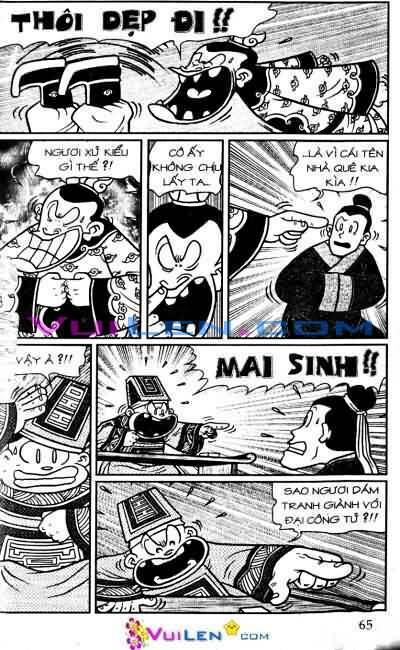 THÔI DẸP ĐI!!
NGƯƠI XỬ KIỂU
GÌ THẾ?!!
CÔ ẤY
KHÔNG CHỊU
LẤY TA...
...LÀ VÌ CÁI TÊN
NHÀ QUÊ KIA
KÌA!!
VUILEN.COM
VẬY À?!!
MAI SINH!!
SAO NGƯƠI DÁM
TRANH GIÀNH VỚI
ĐẠI CÔNG TỬ?!!
65
VUILEN.COM